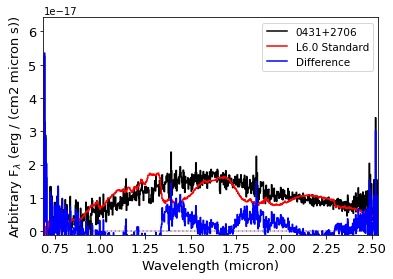 1e−17
0431+2706
L6.0 Standard
Difference
Arbitrary Fλ (erg / (cm2 micron s))
6
5
4
3
2
1
0
0.75 1.00 1.25 1.50 1.75 2.00 2.25 2.50
Wavelength (micron)